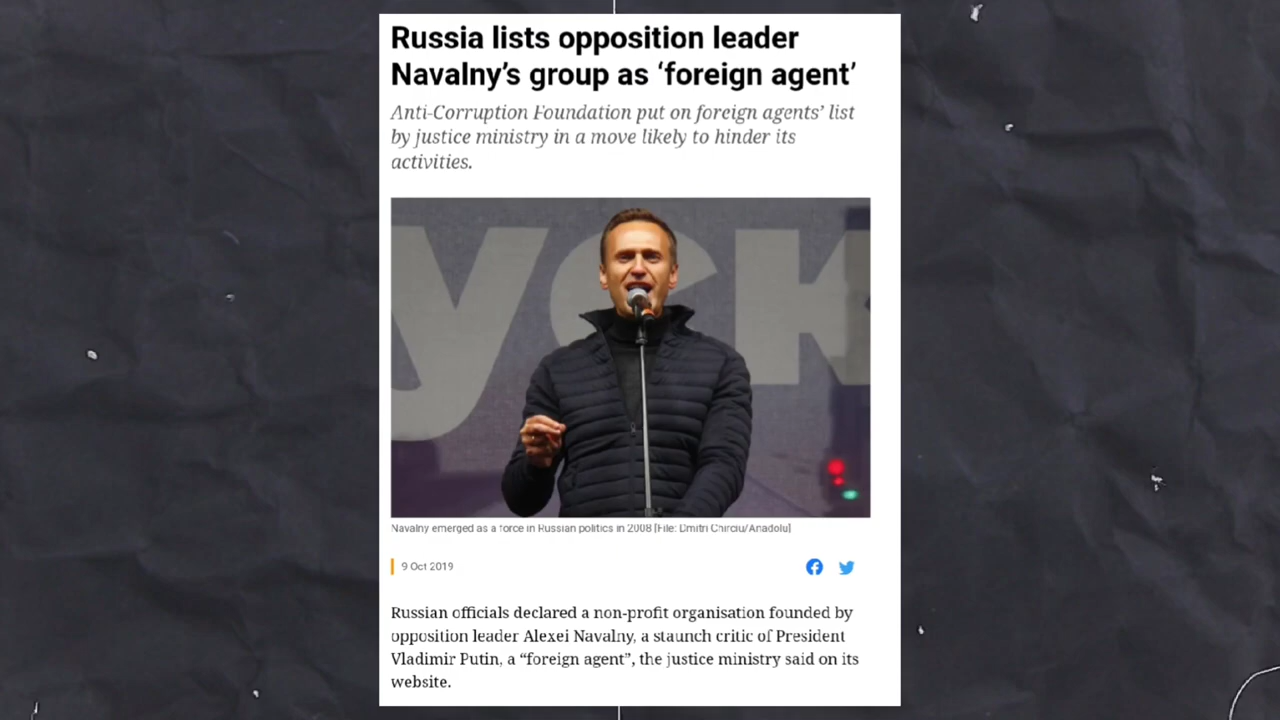 Russia lists opposition leader
Navalny’s group as ‘foreign agent’
Anti-Corruption Foundation put on foreign agents’ list
by justice ministry in a move likely to hinder its
activities.
УСК
Navalny emerged as a force in Russian politics in 2008 [File: Dmitri Chirciu/Anadolu]
9 Oct 2019
Russian officials declared a non-profit organisation founded by
opposition leader Alexei Navalny, a staunch critic of President
Vladimir Putin, a “foreign agent”, the justice ministry said on its
website.